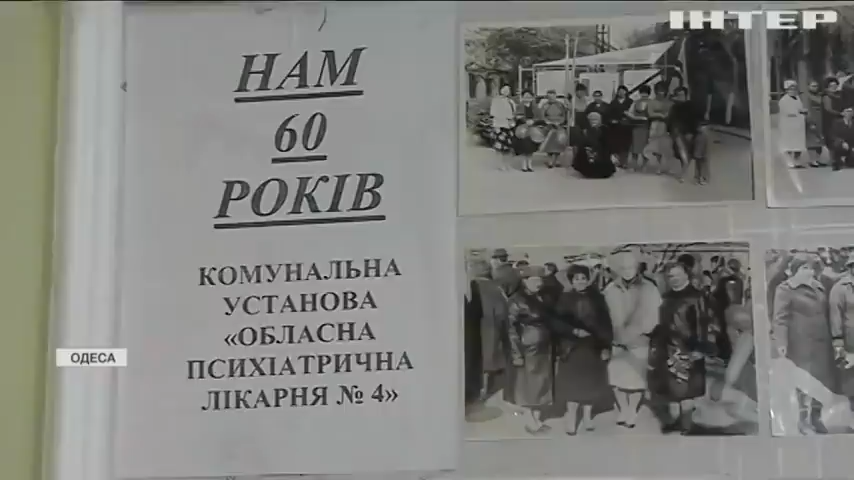 ІНТЕР
НАМ
60
РОКІВ
КОМУНАЛЬНА
УСТАНОВА
«ОБЛАСНА
ПСИХІАТРИЧНА
ЛІКАРНЯ № 4»
ОДЕСА